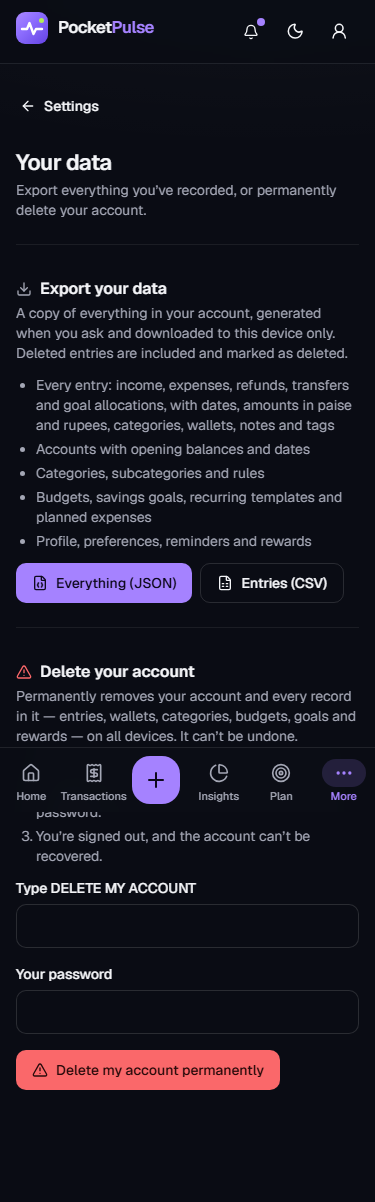 PocketPulse
Settings
Your data
Export everything you've recorded, or permanently
delete your account.
Export your data
A copy of everything in your account, generated
when you ask and downloaded to this device only.
Deleted entries are included and marked as deleted.
• Every entry: income, expenses, refunds, transfers
and goal allocations, with dates, amounts in paise
and rupees, categories, wallets, notes and tags
• Accounts with opening balances and dates
• Categories, subcategories and rules
• Budgets, savings goals, recurring templates and
planned expenses
• Profile, preferences, reminders and rewards
Everything (JSON)
Entries (CSV)
Delete your account
Permanently removes your account and every record
in it — entries, wallets, categories, budgets, goals and
rewards — on all devices. It can't be undone.
Home
Transactions
Insights
Plan
More
password.
3. You're signed out, and the account can't be
recovered.
Type DELETE MY ACCOUNT
Your password
Delete my account permanently